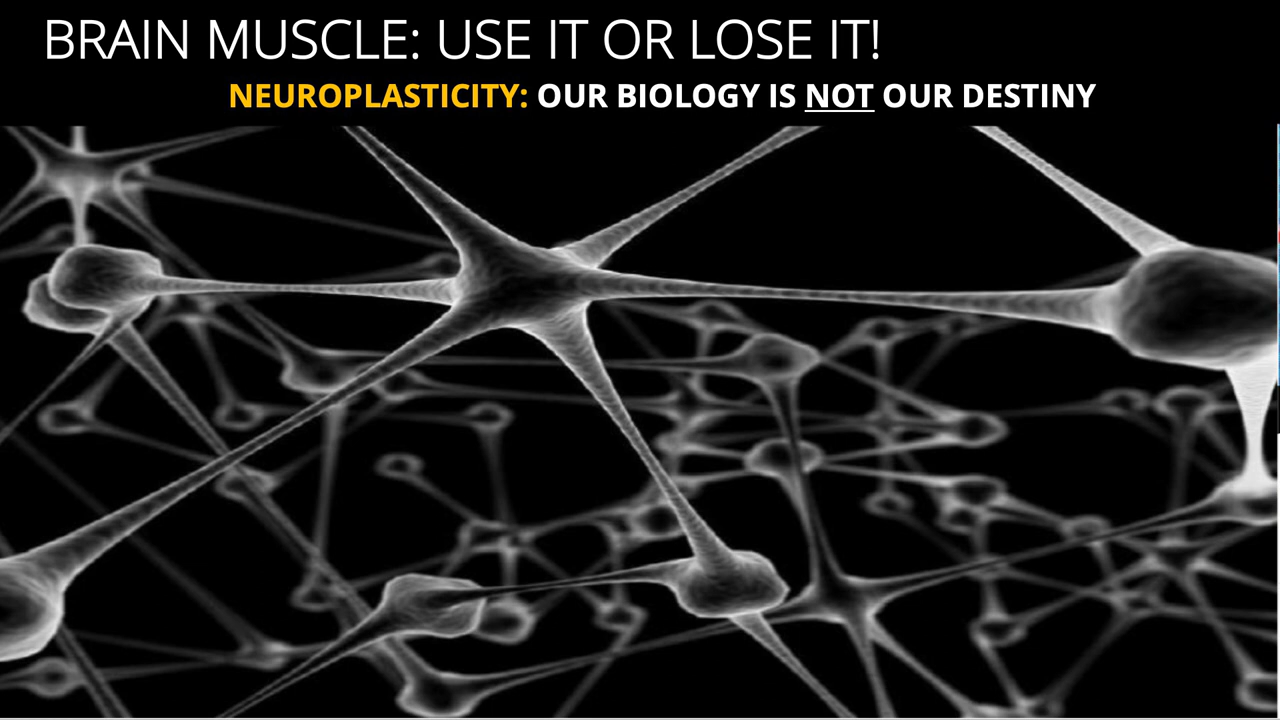 BRAIN MUSCLE: USE IT OR LOSE IT!
NEUROPLASTICITY: OUR BIOLOGY IS NOT OUR DESTINY